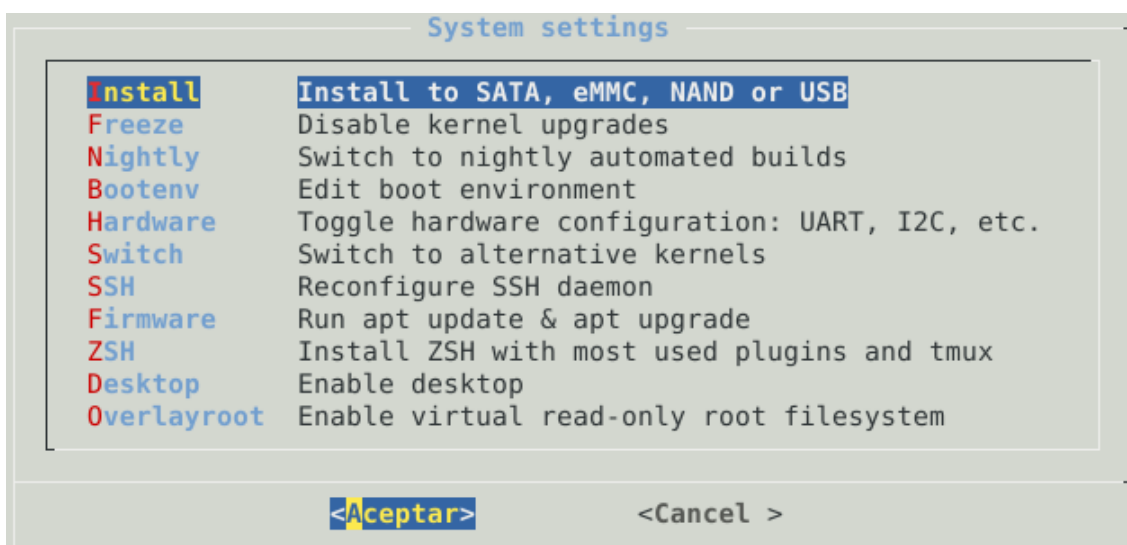 System settings
Install Install to SATA, eMMC, NAND or USB
Freeze Disable kernel upgrades
Nightly Switch to nightly automated builds
Bootenv Edit boot environment
Hardware Toggle hardware configuration: UART, I2C, etc.
Switch Switch to alternative kernels
SSH Reconfigure SSH daemon
Firmware Run apt update & apt upgrade
ZSH Install ZSH with most used plugins and tmux
Desktop Enable desktop
Overlayroot Enable virtual read-only root filesystem
<Aceptar> <Cancel >